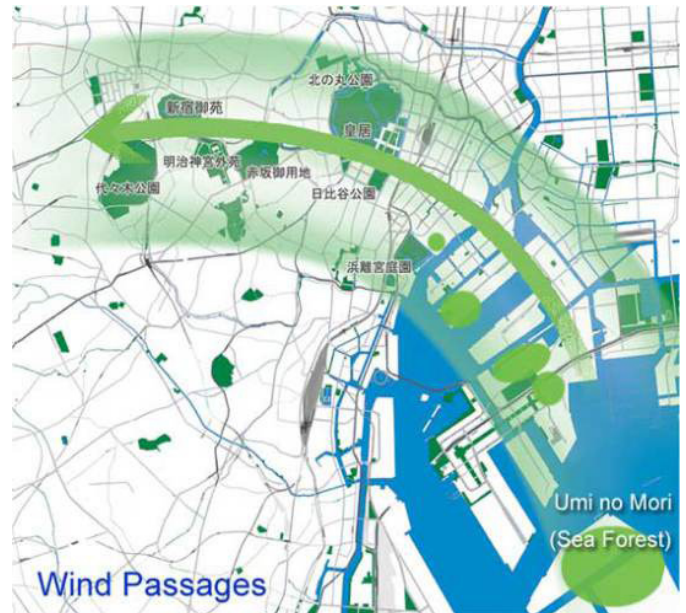 北の丸公園
新宿御苑
皇居
明治神宮外苑
赤坂御用地
代々木公園
日比谷公園
浜離宮庭園
Umi no Mori
(Sea Forest)
Wind Passages